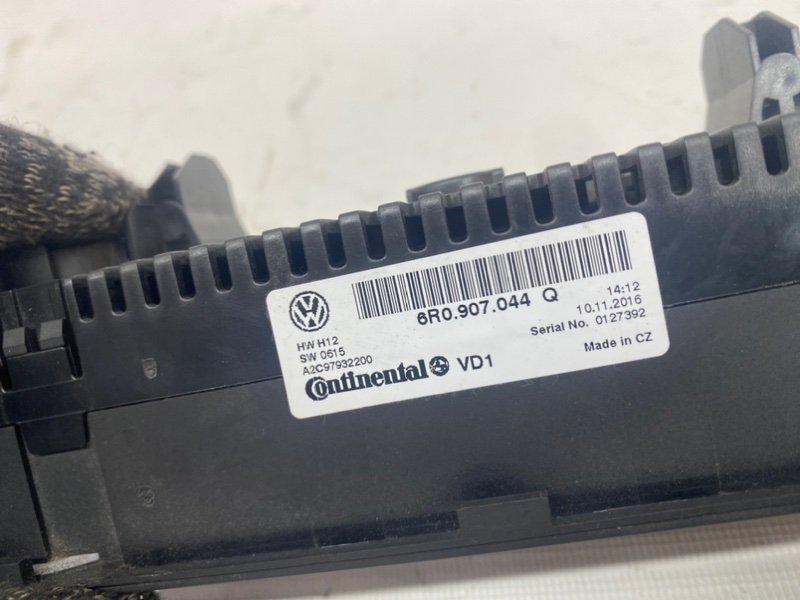 6R0.907.044 Q
14:12
10.11.2016
Serial No. 0127392
Made in CZ
HW H12
SW 0615
A2C97932200
Continental VD1